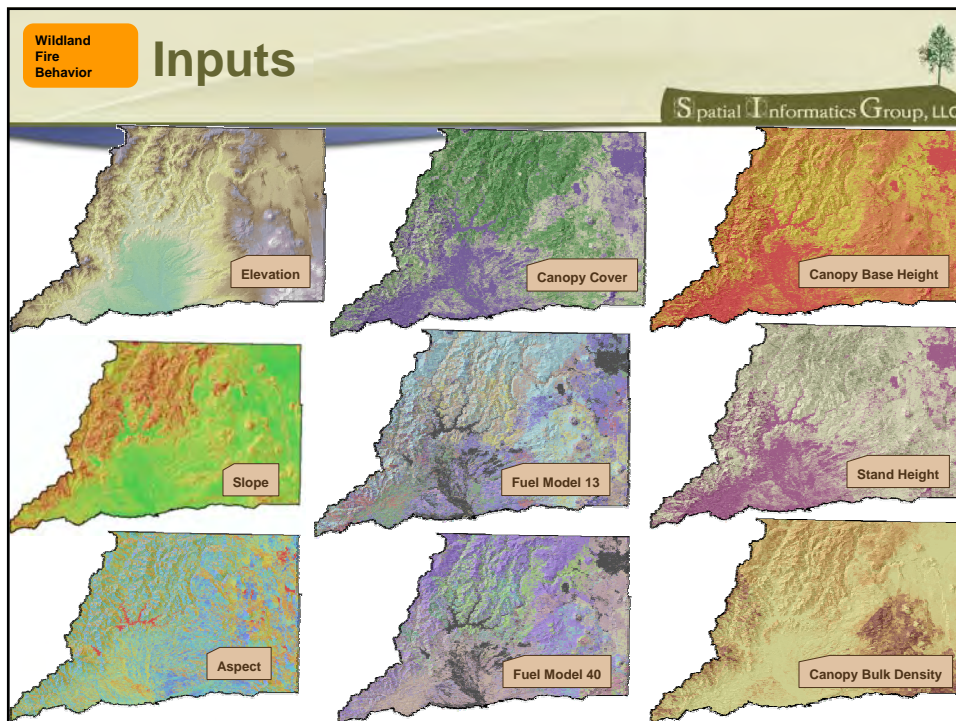 Wildland
Fire
Behavior
Inputs
Spatial Informatics Group, LLC
Elevation
Canopy Cover
Canopy Base Height
Slope
Fuel Model 13
Stand Height
Aspect
Fuel Model 40
Canopy Bulk Density